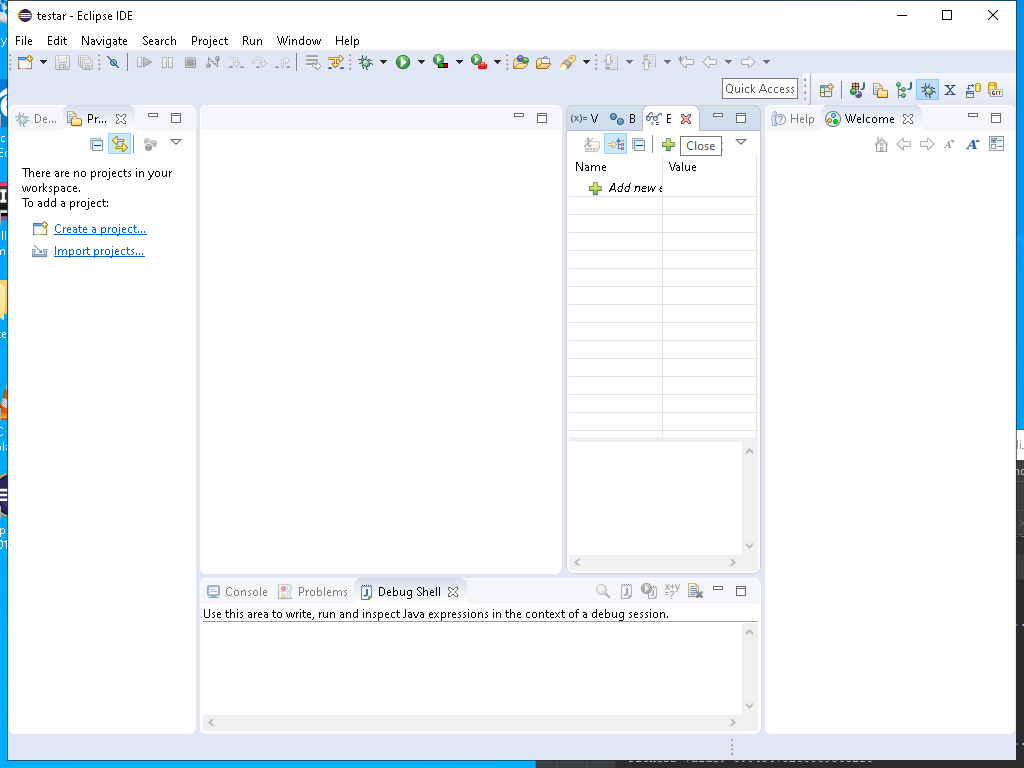 testar - Eclipse IDE
File Edit Navigate Search Project Run Window Help
Quick Access
De... Pr... (x)= V B E Help Welcome
Close
There are no projects in your
workspace.
To add a project:
Create a project...
Import projects...
Name Value
Add new e
Console Problems Debug Shell
Use this area to write, run and inspect Java expressions in the context of a debug session.